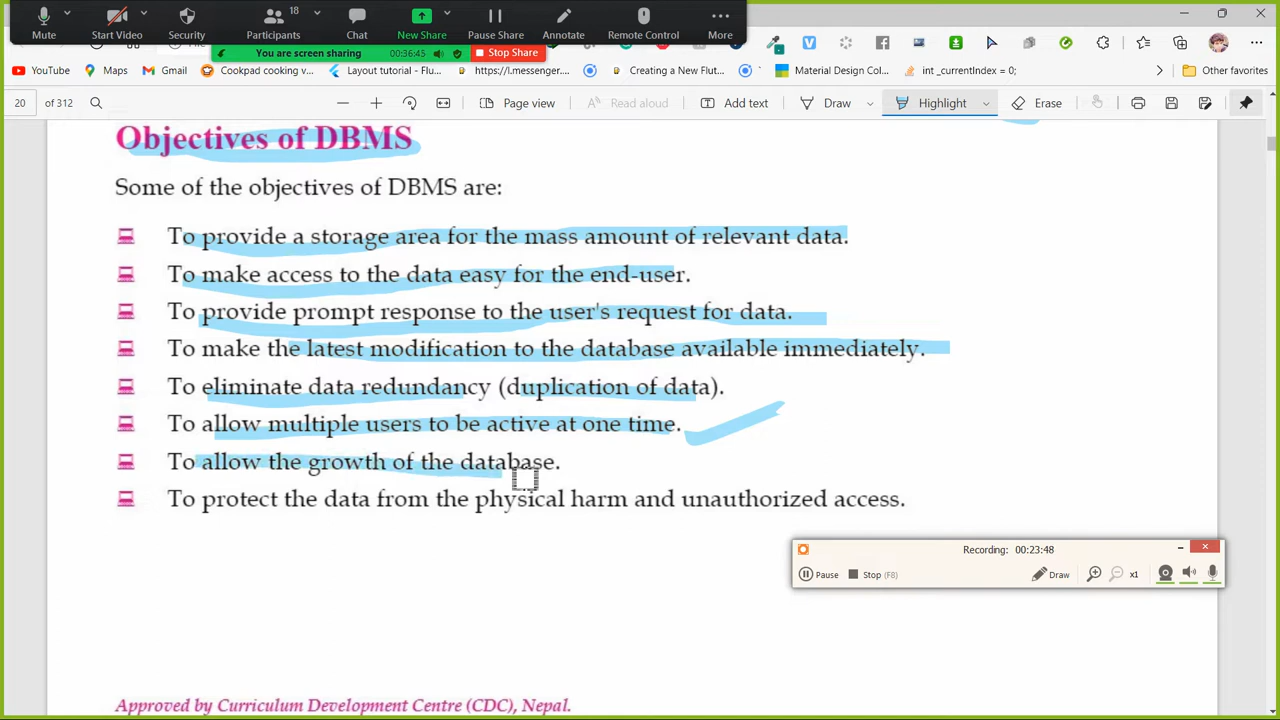 18
Mute
Start Video
Security
Participants
Chat
New Share
Pause Share
Annotate
Remote Control
More
You are screen sharing
00:36:45
Stop Share
YouTube
Maps
Gmail
Cookpad cooking v...
Layout tutorial - Flu...
https://l.messenger...
Creating a New Flut...
Material Design Col...
int _currentIndex = 0;
Other favorites
20 of 312
Page view
Read aloud
Add text
Draw
Highlight
Erase
Objectives of DBMS
Some of the objectives of DBMS are:
To provide a storage area for the mass amount of relevant data.
To make access to the data easy for the end-user.
To provide prompt response to the user's request for data.
To make the latest modification to the database available immediately.
To eliminate data redundancy (duplication of data).
To allow multiple users to be active at one time.
To allow the growth of the database.
To protect the data from the physical harm and unauthorized access.
Recording: 00:23:48
Pause
Stop (F8)
Draw
x1
Approved by Curriculum Development Centre (CDC), Nepal.